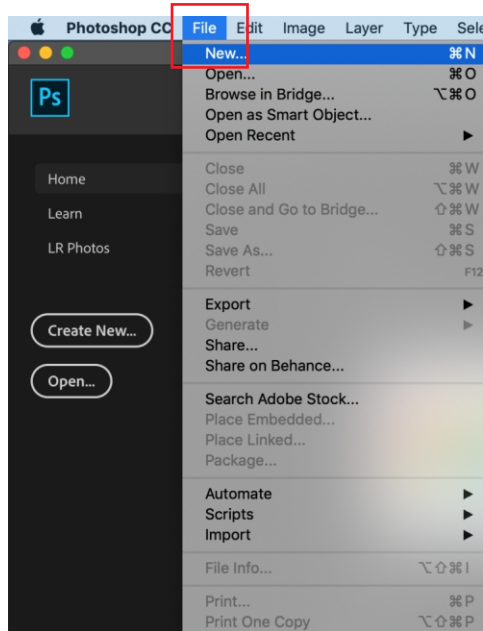 Photoshop CC File Edit Image Layer Type Sele
Ps
Home
Learn
LR Photos
Create New...
Open...
New... ⌘N
Open... ⌘O
Browse in Bridge... ⌥⌘O
Open as Smart Object...
Open Recent ▶
Close ⌘W
Close All ⌥⌘W
Close and Go to Bridge... ⇧⌘W
Save ⌘S
Save As... ⇧⌘S
Revert F12
Export ▶
Generate ▶
Share...
Share on Behance...
Search Adobe Stock...
Place Embedded...
Place Linked...
Package...
Automate ▶
Scripts ▶
Import ▶
File Info... ⌥⇧⌘I
Print... ⌘P
Print One Copy ⌥⇧⌘P